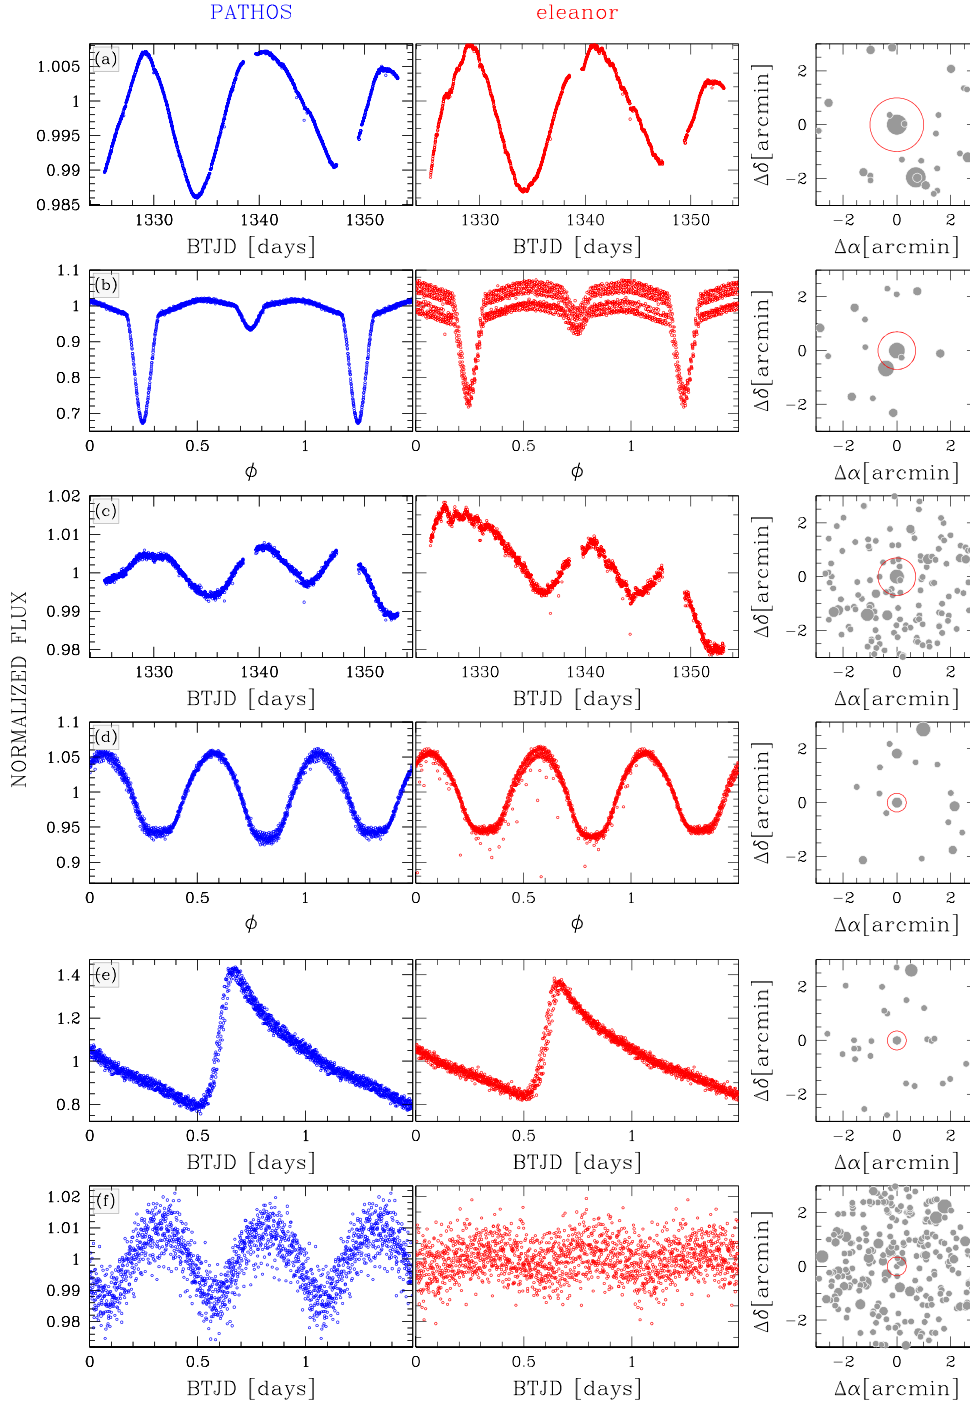 PATHOS eleanor
(a)
1.005
1
0.995
0.99
0.985
1330 1340 1350
BTJD [days]
1330 1340 1350
BTJD [days]
Δδ[arcmin]
2
0
−2
−2 0 2
Δα[arcmin]
(b)
1.1
1
0.9
0.8
0.7
0 0.5 1
ϕ
0 0.5 1
ϕ
Δδ[arcmin]
2
0
−2
−2 0 2
Δα[arcmin]
NORMALIZED FLUX
(c)
1.02
1.01
1
0.99
0.98
1330 1340 1350
BTJD [days]
1330 1340 1350
BTJD [days]
Δδ[arcmin]
2
0
−2
−2 0 2
Δα[arcmin]
(d)
1.1
1.05
1
0.95
0.9
0 0.5 1
ϕ
0 0.5 1
ϕ
Δδ[arcmin]
2
0
−2
−2 0 2
Δα[arcmin]
(e)
1.4
1.2
1
0.8
0 0.5 1
BTJD [days]
0 0.5 1
BTJD [days]
Δδ[arcmin]
2
0
−2
−2 0 2
Δα[arcmin]
(f)
1.02
1.01
1
0.99
0.98
0 0.5 1
BTJD [days]
0 0.5 1
BTJD [days]
Δδ[arcmin]
2
0
−2
−2 0 2
Δα[arcmin]